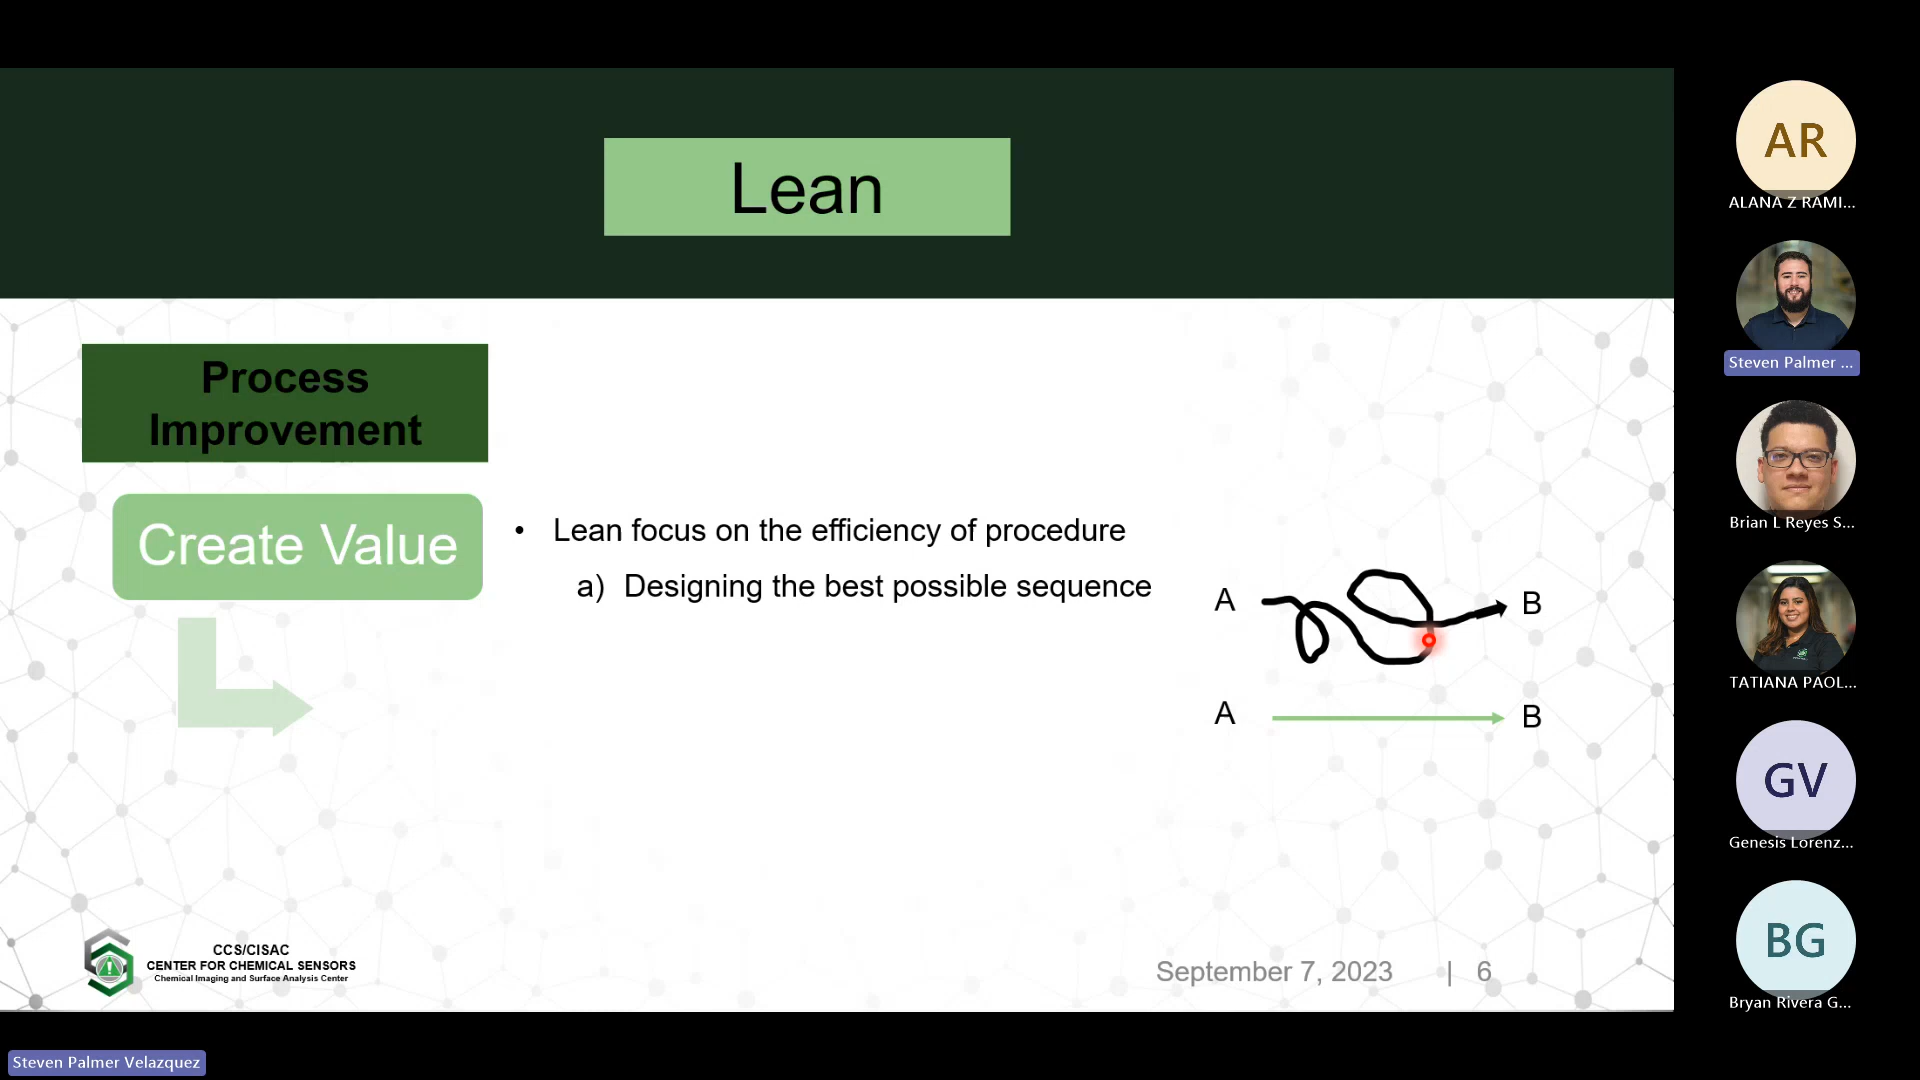 Lean
Process
Improvement
Create Value
• Lean focus on the efficiency of procedure
a) Designing the best possible sequence
A B
A B
CCS/CISAC
CENTER FOR CHEMICAL SENSORS
Chemical Imaging and Surface Analysis Center
September 7, 2023 | 6
AR
ALANA Z RAMI...
Steven Palmer ...
Brian L Reyes S...
TATIANA PAOL...
GV
Genesis Lorenz...
BG
Bryan Rivera G...
Steven Palmer Velazquez